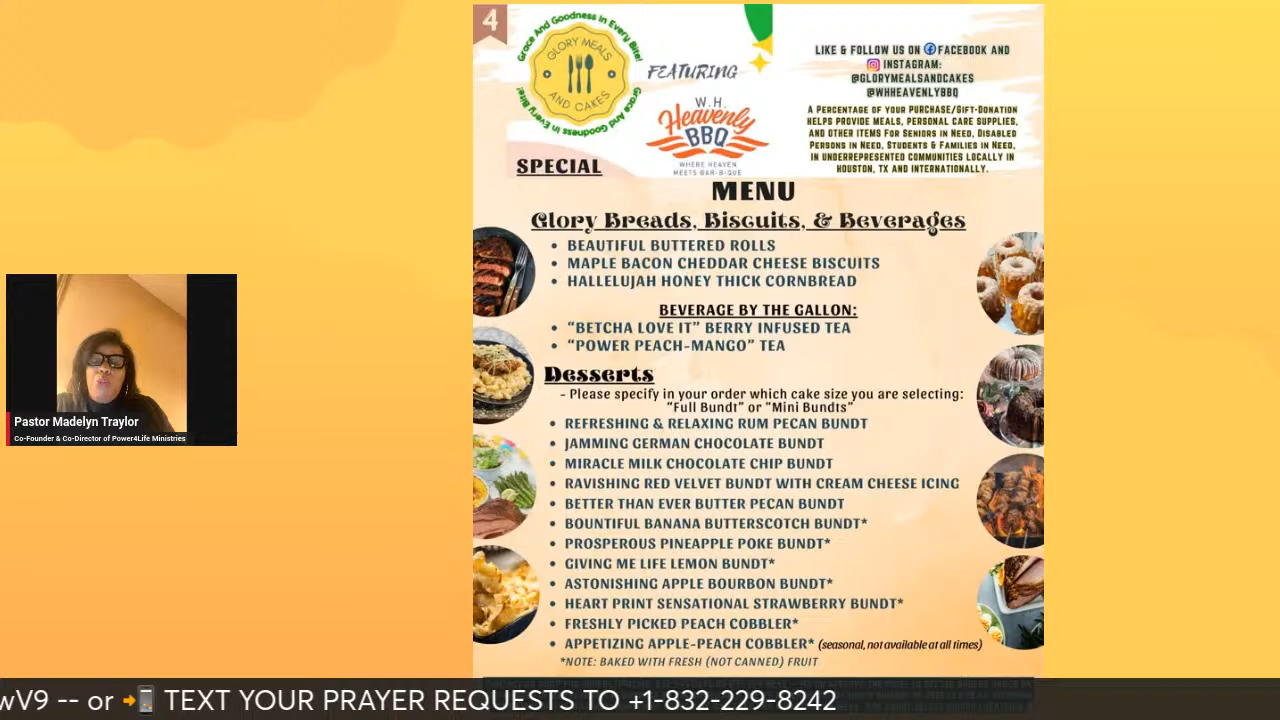 4
Grace And Goodness in Every Bite!
GLORY MEALS
AND CAKES
Grace And Goodness in Every Bite!
FEATURING
W.H.
Heavenly
BBQ
WHERE HEAVEN
MEETS BAR-B-QUE
LIKE & FOLLOW US ON FACEBOOK AND
INSTAGRAM:
@GLORYMEALSANDCAKES
@WHHEAVENLYBBQ
A PERCENTAGE OF YOUR PURCHASE/GIFT-DONATION
HELPS PROVIDE MEALS, PERSONAL CARE SUPPLIES,
AND OTHER ITEMS FOR SENIORS IN NEED, DISABLED
PERSONS IN NEED, STUDENTS & FAMILIES IN NEED,
IN UNDERREPRESENTED COMMUNITIES LOCALLY IN
HOUSTON, TX AND INTERNATIONALLY.
SPECIAL
MENU
Glory Breads, Biscuits, & Beverages
• BEAUTIFUL BUTTERED ROLLS
• MAPLE BACON CHEDDAR CHEESE BISCUITS
• HALLELUJAH HONEY THICK CORNBREAD
BEVERAGE BY THE GALLON:
• “BETCHA LOVE IT” BERRY INFUSED TEA
• “POWER PEACH-MANGO” TEA
Desserts
- Please specify in your order which cake size you are selecting:
“Full Bundt” or “Mini Bundts”
• REFRESHING & RELAXING RUM PECAN BUNDT
• JAMMING GERMAN CHOCOLATE BUNDT
• MIRACLE MILK CHOCOLATE CHIP BUNDT
• RAVISHING RED VELVET BUNDT WITH CREAM CHEESE ICING
• BETTER THAN EVER BUTTER PECAN BUNDT
• BOUNTIFUL BANANA BUTTERSCOTCH BUNDT*
• PROSPEROUS PINEAPPLE POKE BUNDT*
• GIVING ME LIFE LEMON BUNDT*
• ASTONISHING APPLE BOURBON BUNDT*
• HEART PRINT SENSATIONAL STRAWBERRY BUNDT*
• FRESHLY PICKED PEACH COBBLER*
• APPETIZING APPLE-PEACH COBBLER* (seasonal, not available at all times)
*NOTE: BAKED WITH FRESH (NOT CANNED) FRUIT
Pastor Madelyn Traylor
Co-Founder & Co-Director of Power4Life Ministries
wV9 -- or 📲 TEXT YOUR PRAYER REQUESTS TO +1-832-229-8242